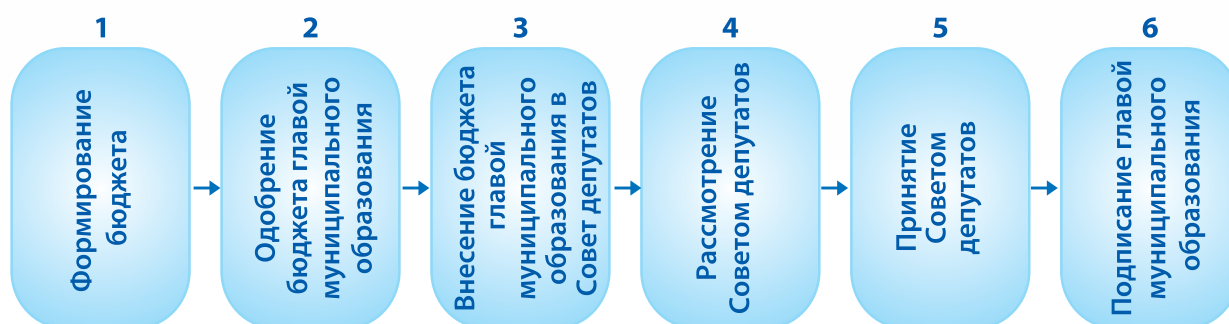 1
Формирование
бюджета
2
Одобрение
бюджета главой
муниципального
образования
3
Внесение бюджета
главой
муниципального
образования в
Совет депутатов
4
Рассмотрение
Советом депутатов
5
Принятие
Советом
депутатов
6
Подписание главой
муниципального
образования